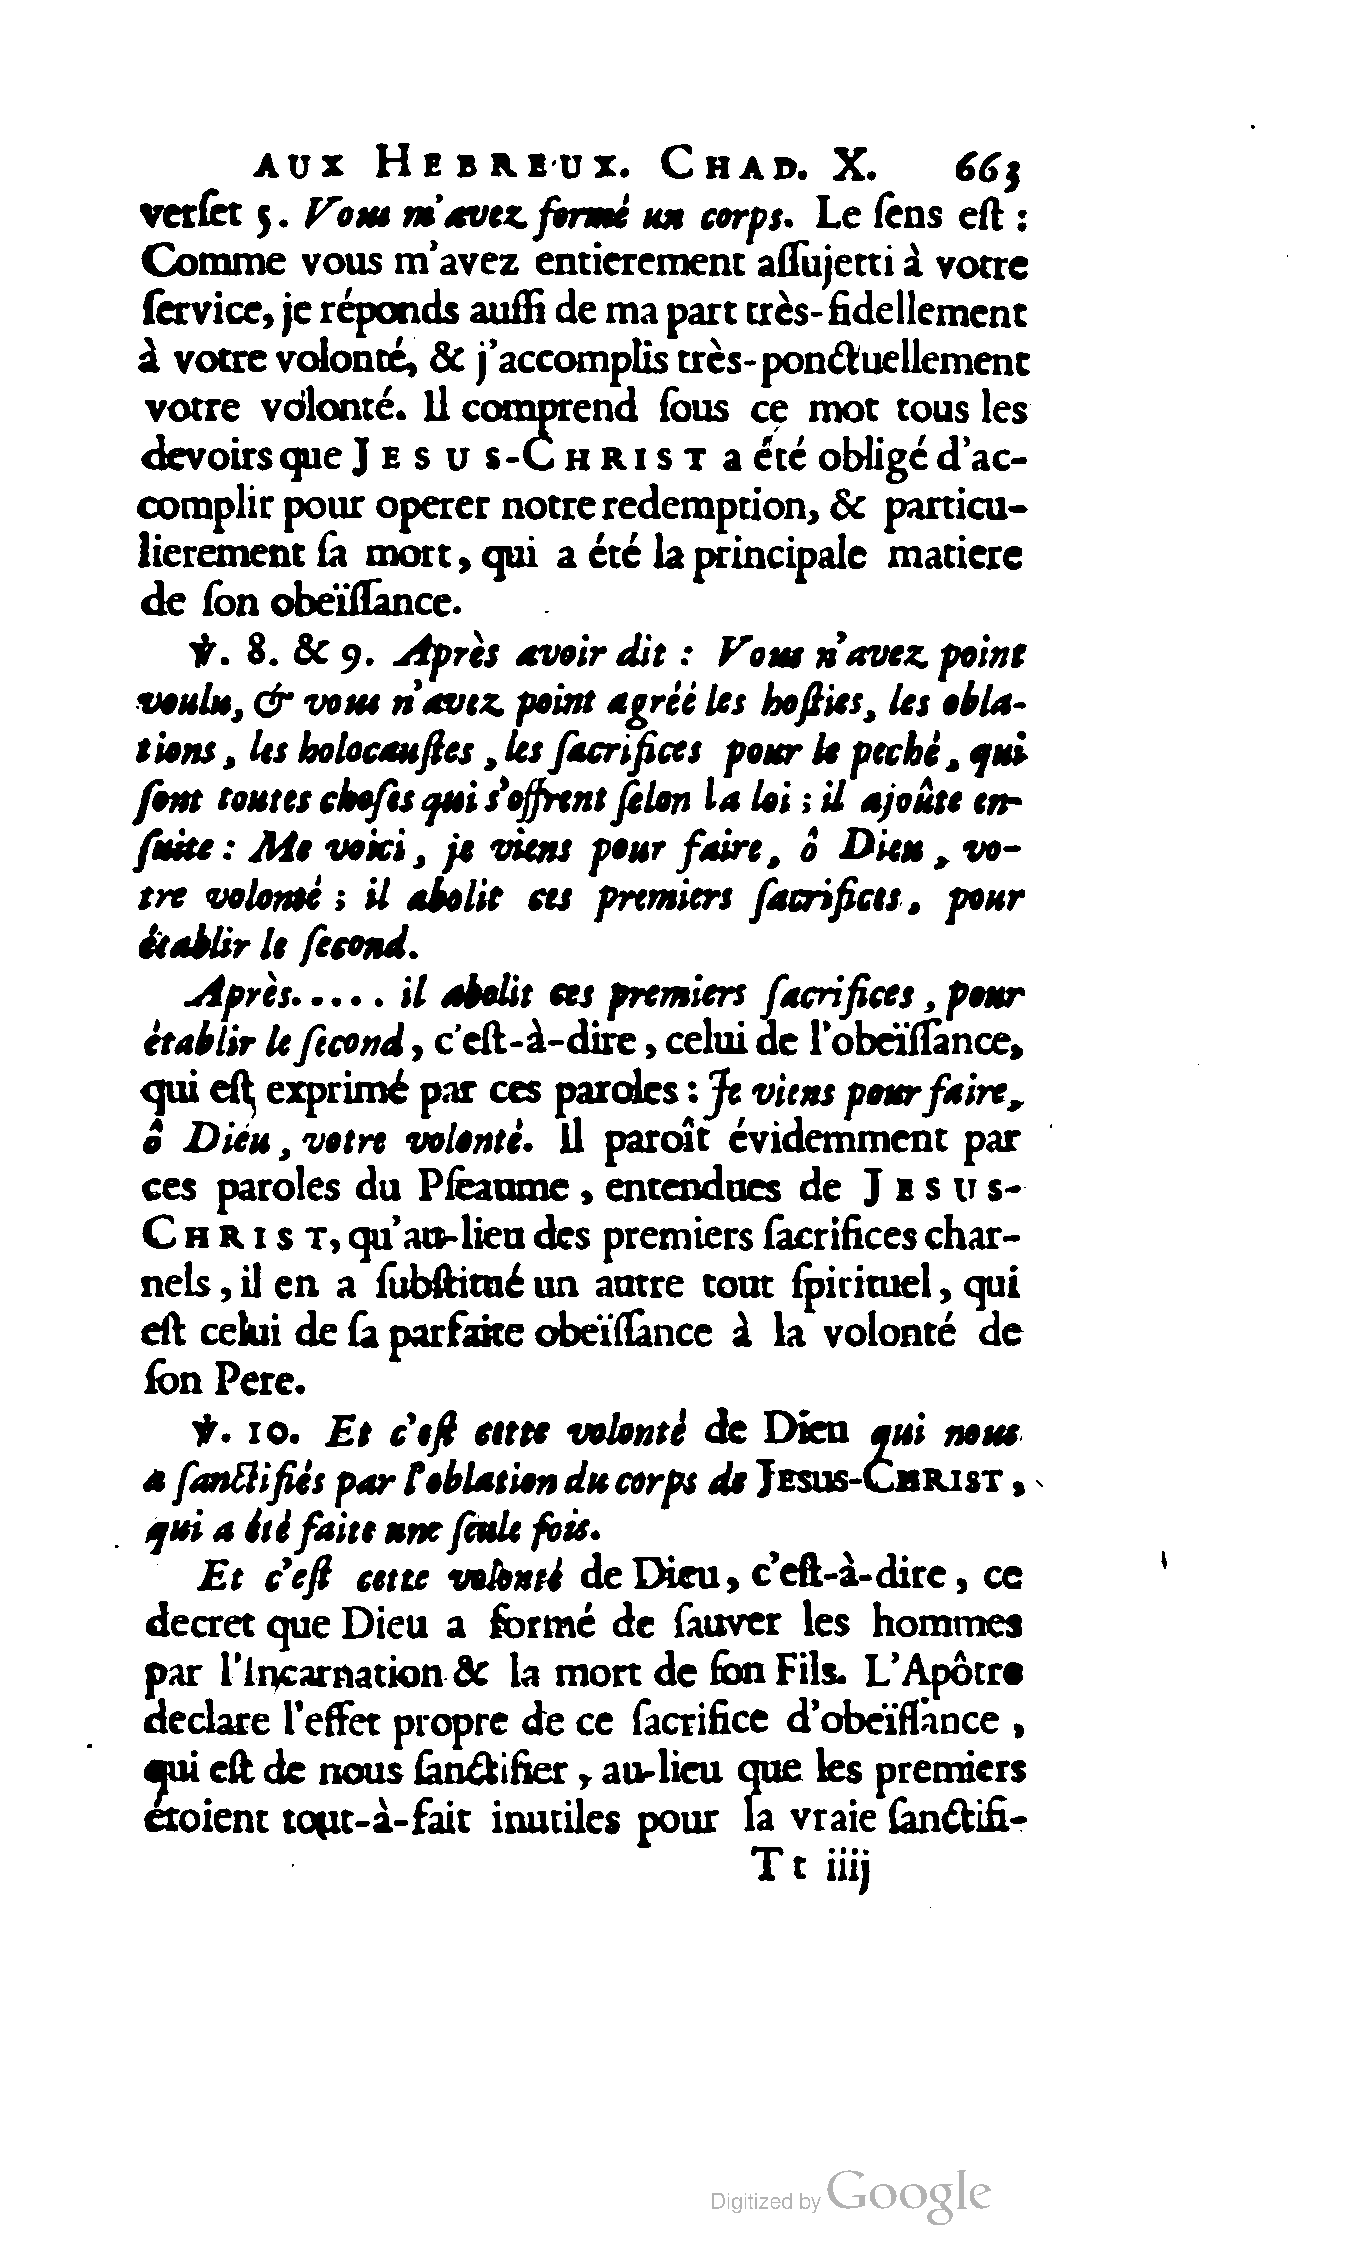 AUX HEBREUX. CHAD. X. 663
verſet 5. Vous m'avez formé un corps. Le ſens eſt :
Comme vous m'avez entierement aſſujetti à votre
ſervice, je réponds auſſi de ma part très-fidellement
à votre volonté, & j'accomplis très-ponctuellement
votre volonté. Il comprend ſous ce mot tous les
devoirs que JESUS-CHRIST a été obligé d'ac-
complir pour operer notre redemption, & particu-
lierement ſa mort, qui a été la principale matiere
de ſon obeïſſance.
℣. 8. & 9. Après avoir dit : Vous n'avez point
voulu, & vous n'avez point agréé les hoſties, les obla-
tions, les holocauſtes, les ſacrifices pour le peché, qui
ſont toutes choſes qui s'offrent ſelon la loi ; il ajoûte en-
ſuite : Me voici, je viens pour faire, ô Dieu, vo-
tre volonté ; il abolit ces premiers ſacrifices, pour
établir le ſecond.
Après..... il abolit ces premiers ſacrifices, pour
établir le ſecond, c'eſt-à-dire, celui de l'obeïſſance,
qui eſt exprimé par ces paroles : Je viens pour faire,
ô Dieu, votre volonté. Il paroît évidemment par
ces paroles du Pſeaume, entendues de JESUS-
CHRIST, qu'au-lieu des premiers ſacrifices char-
nels, il en a ſubſtitué un autre tout ſpirituel, qui
eſt celui de ſa parfaite obeïſſance à la volonté de
ſon Pere.
℣. 10. Et c'eſt cette volonté de Dieu qui nous
a ſanctifiés par l'oblation du corps de JESUS-CHRIST,
qui a été faite une ſeule fois.
Et c'eſt cette volonté de Dieu, c'eſt-à-dire, ce
decret que Dieu a formé de ſauver les hommes
par l'Incarnation & la mort de ſon Fils. L'Apôtre
declare l'effet propre de ce ſacrifice d'obeïſſance,
qui eſt de nous ſanctifier, au-lieu que les premiers
étoient tout-à-fait inutiles pour la vraie ſanctifi-
Tt iiij
Digitized by Google